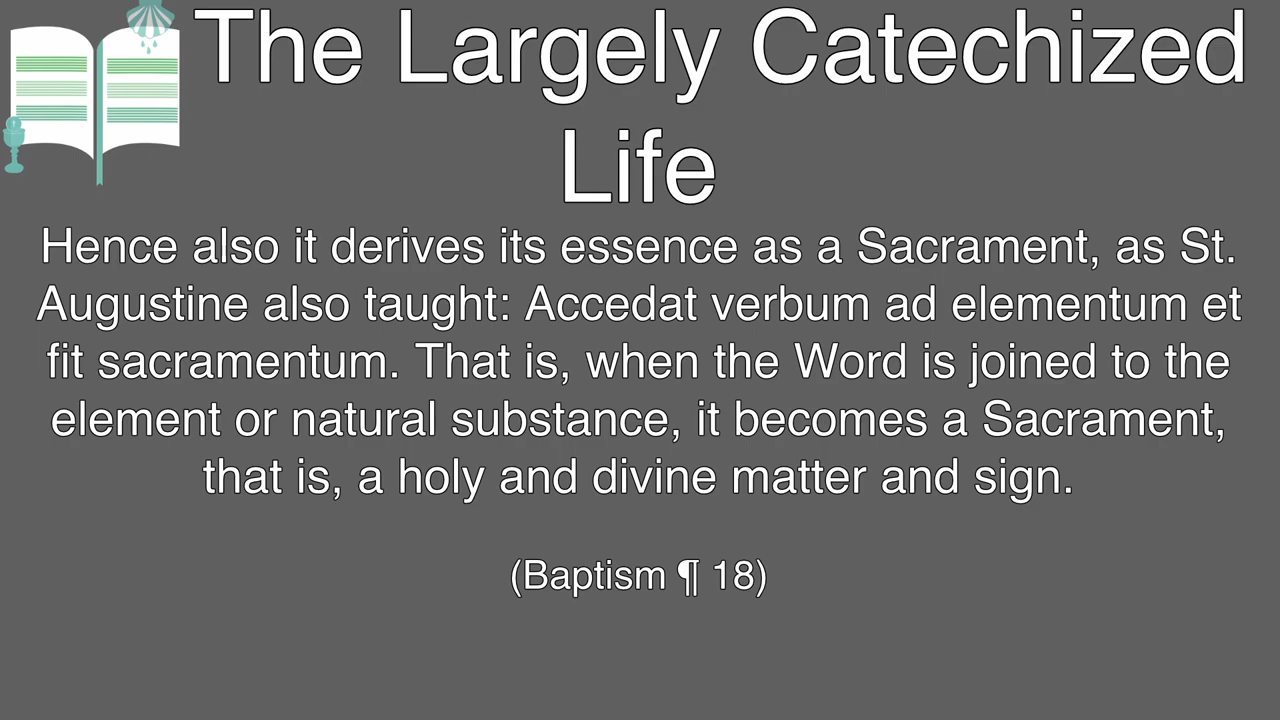 The Largely Catechized
Life
Hence also it derives its essence as a Sacrament, as St.
Augustine also taught: Accedat verbum ad elementum et
fit sacramentum. That is, when the Word is joined to the
element or natural substance, it becomes a Sacrament,
that is, a holy and divine matter and sign.
(Baptism ¶ 18)